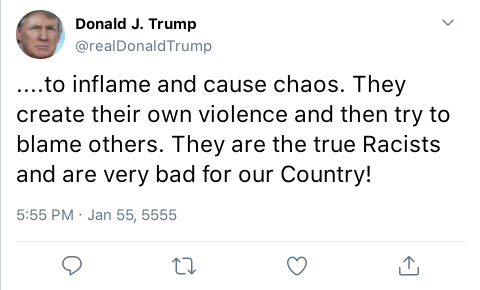 Donald J. Trump
@realDonaldTrump
....to inflame and cause chaos. They
create their own violence and then try to
blame others. They are the true Racists
and are very bad for our Country!
5:55 PM · Jan 55, 5555